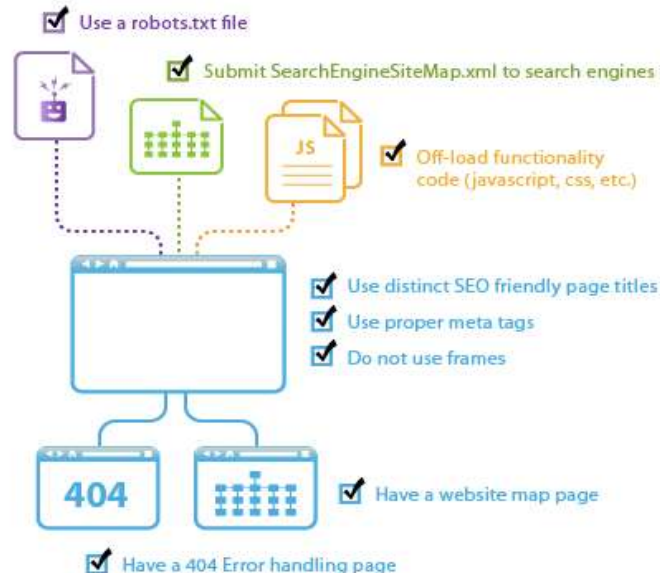 Use a robots.txt file
Submit SearchEngineSiteMap.xml to search engines
JS
Off-load functionality
code (javascript, css, etc.)
Use distinct SEO friendly page titles
Use proper meta tags
Do not use frames
404
Have a website map page
Have a 404 Error handling page